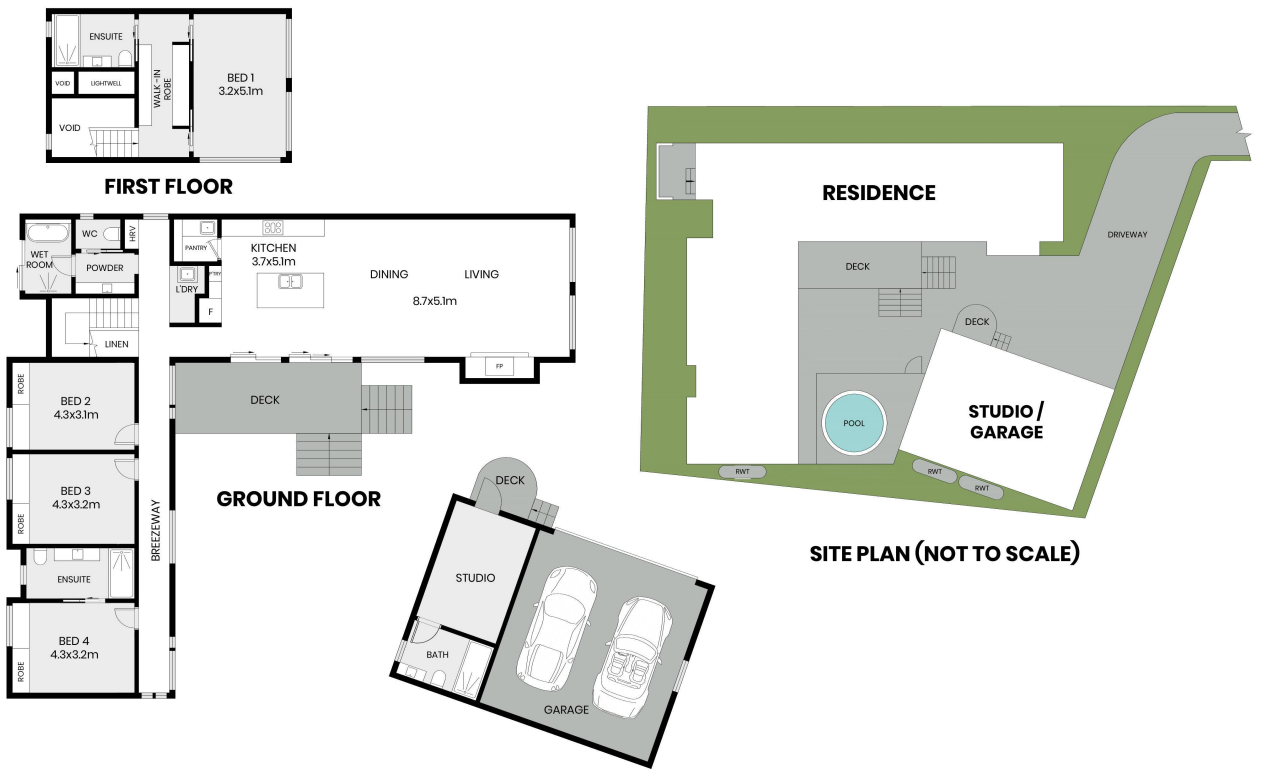 ENSUITE
VOID
LIGHTWELL
WALK-IN
ROBE
BED 1
3.2x5.1m
VOID
FIRST FLOOR
WC
HRV
WET
ROOM
POWDER
PANTRY
L'DRY
P'TRY
F
KITCHEN
3.7x5.1m
DINING
LIVING
8.7x5.1m
LINEN
FP
ROBE
BED 2
4.3x3.1m
DECK
BED 3
4.3x3.2m
ROBE
BREEZEWAY
GROUND FLOOR
ENSUITE
BED 4
4.3x3.2m
ROBE
DECK
STUDIO
BATH
GARAGE
RESIDENCE
DRIVEWAY
DECK
DECK
POOL
STUDIO /
GARAGE
RWT
RWT
RWT
SITE PLAN (NOT TO SCALE)